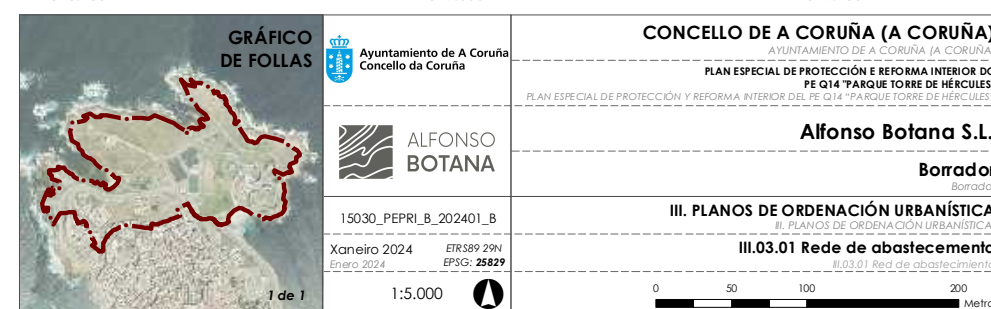 GRÁFICO
DE FOLLAS
1 de 1
Ayuntamiento de A Coruña
Concello da Coruña
ALFONSO
BOTANA
15030_PEPRI_B_202401_B
Xaneiro 2024
Enero 2024
ETRS89 29N
EPSG: 25829
1:5.000
CONCELLO DE A CORUÑA (A CORUÑA)
AYUNTAMIENTO DE A CORUÑA (A CORUÑA
PLAN ESPECIAL DE PROTECCIÓN E REFORMA INTERIOR DO
PE Q14 "PARQUE TORRE DE HÉRCULES
PLAN ESPECIAL DE PROTECCIÓN Y REFORMA INTERIOR DEL PE Q14 "PARQUE TORRE DE HÉRCULES
Alfonso Botana S.L.
Borrador
Borrado
III. PLANOS DE ORDENACIÓN URBANÍSTICA
III. PLANOS DE ORDENACIÓN URBANÍSTICA
III.03.01 Rede de abastecemento
III.03.01 Red de abastecimiento
0 50 100 200
Metro